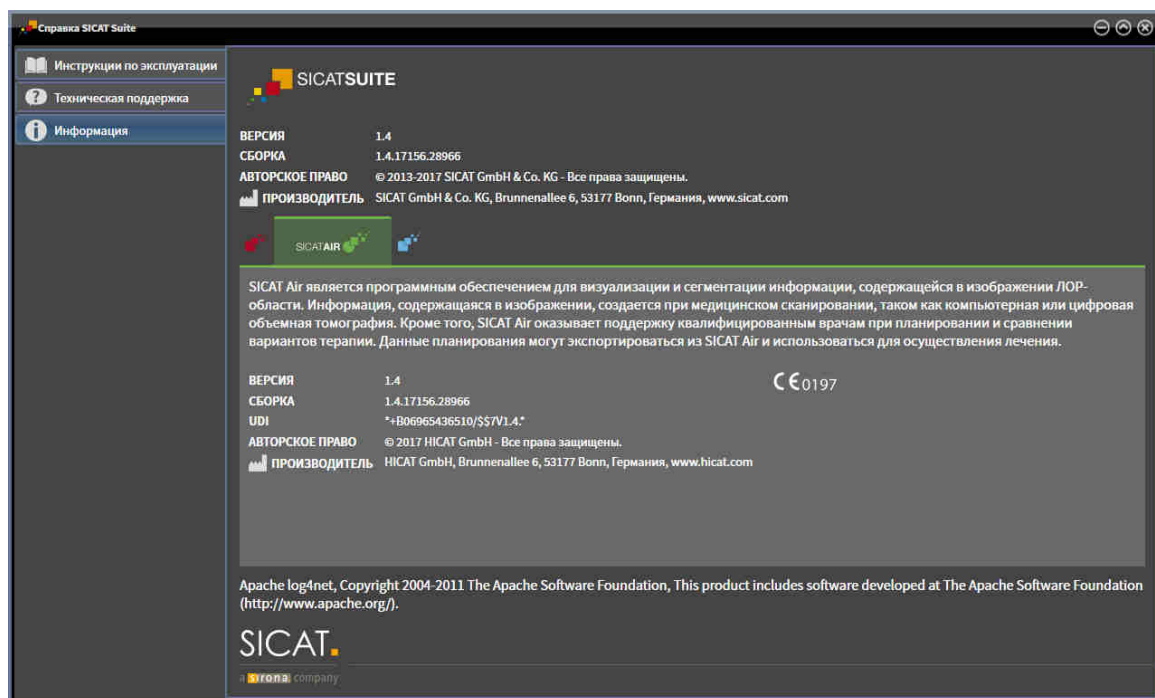 Справка SICAT Suite
Инструкции по эксплуатации
Техническая поддержка
Информация
SICATSUITE
ВЕРСИЯ 1.4
СБОРКА 1.4.17156.28966
АВТОРСКОЕ ПРАВО © 2013-2017 SICAT GmbH & Co. KG - Все права защищены.
ПРОИЗВОДИТЕЛЬ SICAT GmbH & Co. KG, Brunnenallee 6, 53177 Bonn, Германия, www.sicat.com
SICATAIR
SICAT Air является программным обеспечением для визуализации и сегментации информации, содержащейся в изображении ЛОР-
области. Информация, содержащаяся в изображении, создается при медицинском сканировании, таком как компьютерная или цифровая
объемная томография. Кроме того, SICAT Air оказывает поддержку квалифицированным врачам при планировании и сравнении
вариантов терапии. Данные планирования могут экспортироваться из SICAT Air и использоваться для осуществления лечения.
ВЕРСИЯ 1.4 CE0197
СБОРКА 1.4.17156.28966
UDI *+B06965436510/$$7V1.4.*
АВТОРСКОЕ ПРАВО © 2017 HICAT GmbH - Все права защищены.
ПРОИЗВОДИТЕЛЬ HICAT GmbH, Brunnenallee 6, 53177 Bonn, Германия, www.hicat.com
Apache log4net, Copyright 2004-2011 The Apache Software Foundation, This product includes software developed at The Apache Software Foundation
(http://www.apache.org/).
SICAT.
a sirona company